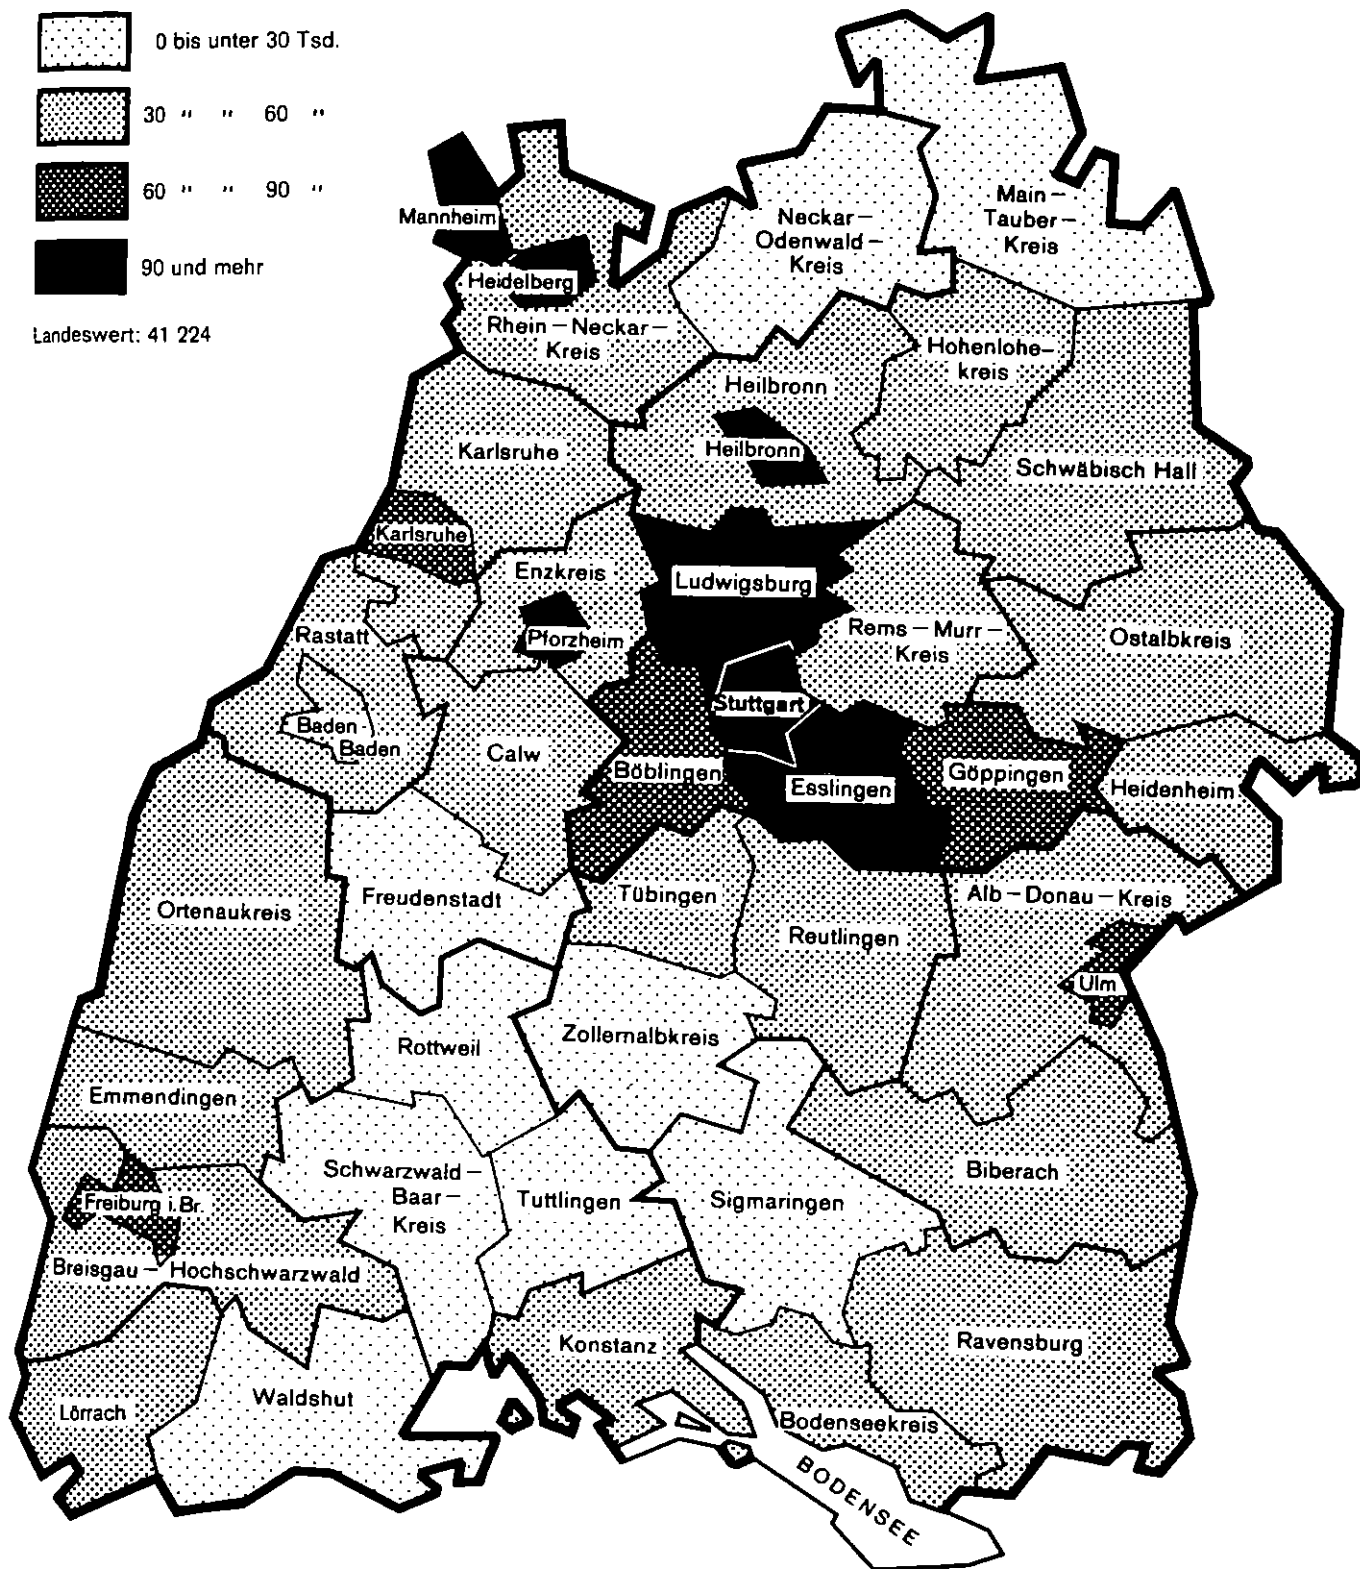 0 bis unter 30 Tsd.
30 " " 60 "
60 " " 90 "
90 und mehr
Landeswert: 41 224
Mannheim
Heidelberg
Rhein – Neckar –
Kreis
Neckar –
Odenwald –
Kreis
Main –
Tauber –
Kreis
Hohenlohe –
kreis
Heilbronn
Heilbronn
Karlsruhe
Schwäbisch Hall
Karlsruhe
Enzkreis
Ludwigsburg
Pforzheim
Rems – Murr –
Kreis
Ostalbkreis
Rastatt
Baden -
Baden
Stuttgart
Calw
Böblingen
Esslingen
Göppingen
Heidenheim
Freudenstadt
Tübingen
Alb – Donau – Kreis
Ortenaukreis
Reutlingen
Ulm
Rottweil
Zollernalbkreis
Emmendingen
Schwarzwald –
Baar –
Kreis
Tuttlingen
Sigmaringen
Biberach
Freiburg i. Br.
Breisgau – Hochschwarzwald
Konstanz
Ravensburg
Lörrach
Waldshut
Bodenseekreis
BODENSEE